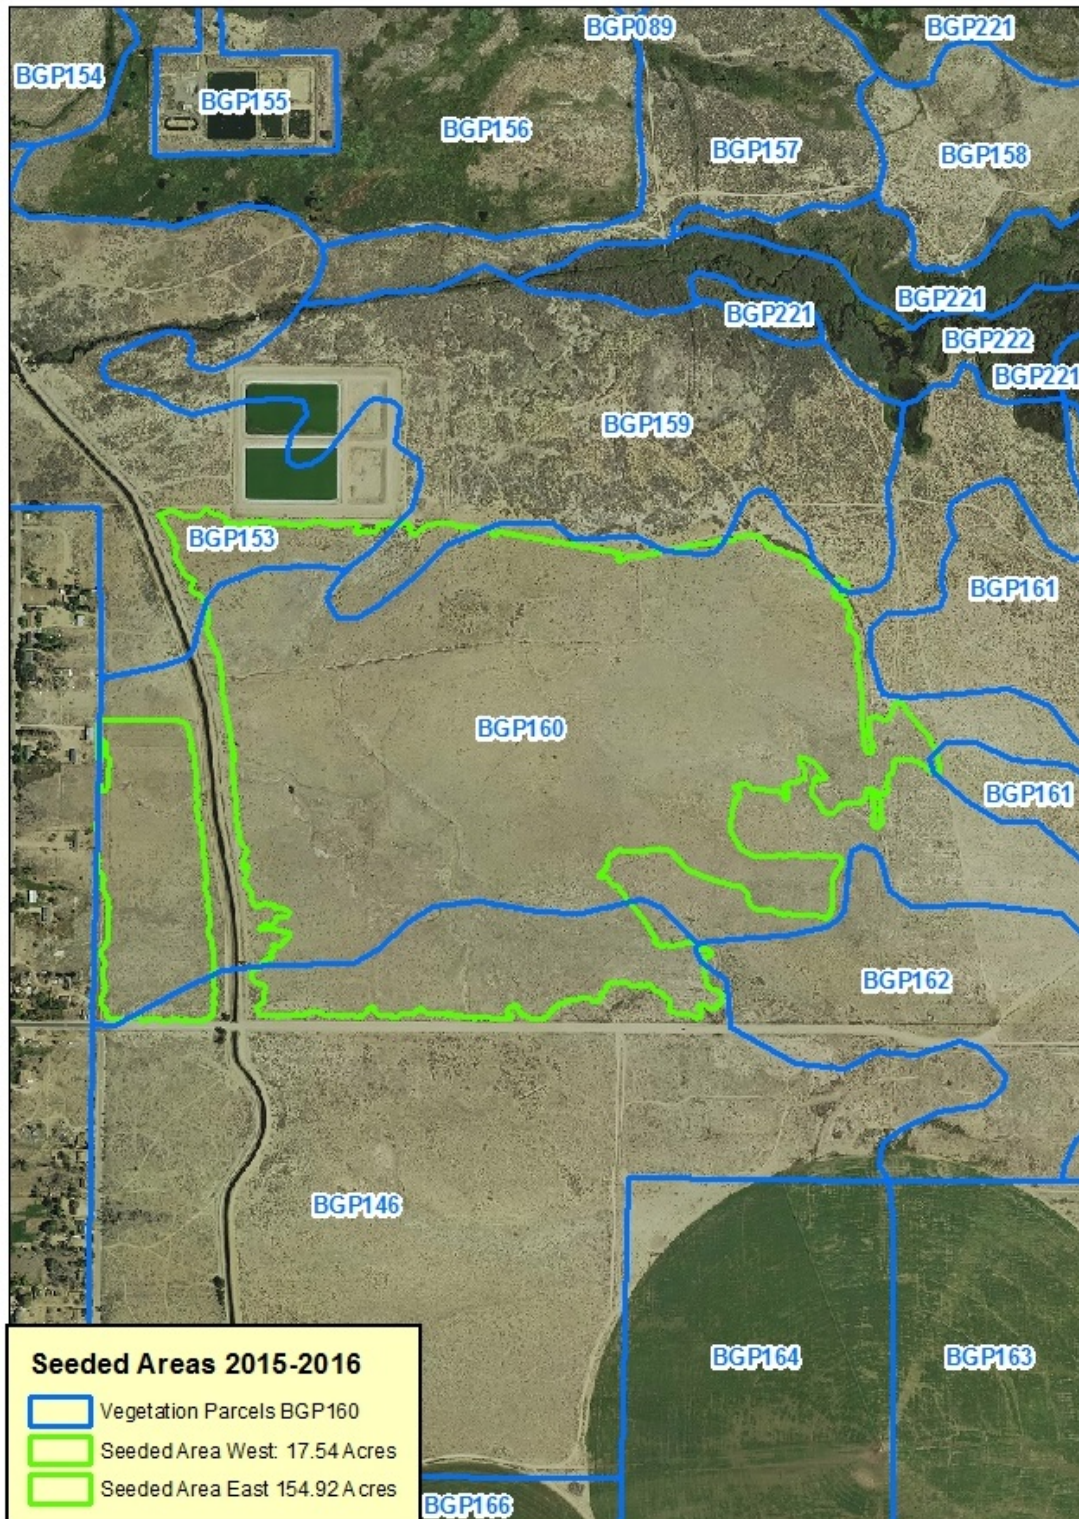 BGP089
BGP221
BGP154
BGP155
BGP156
BGP157
BGP158
BGP221
BGP221
BGP222
BGP221
BGP159
BGP153
BGP161
BGP160
BGP161
BGP162
BGP146
BGP164
BGP163
Seeded Areas 2015-2016
Vegetation Parcels BGP160
Seeded Area West: 17.54 Acres
Seeded Area East 154.92 Acres
BGP166